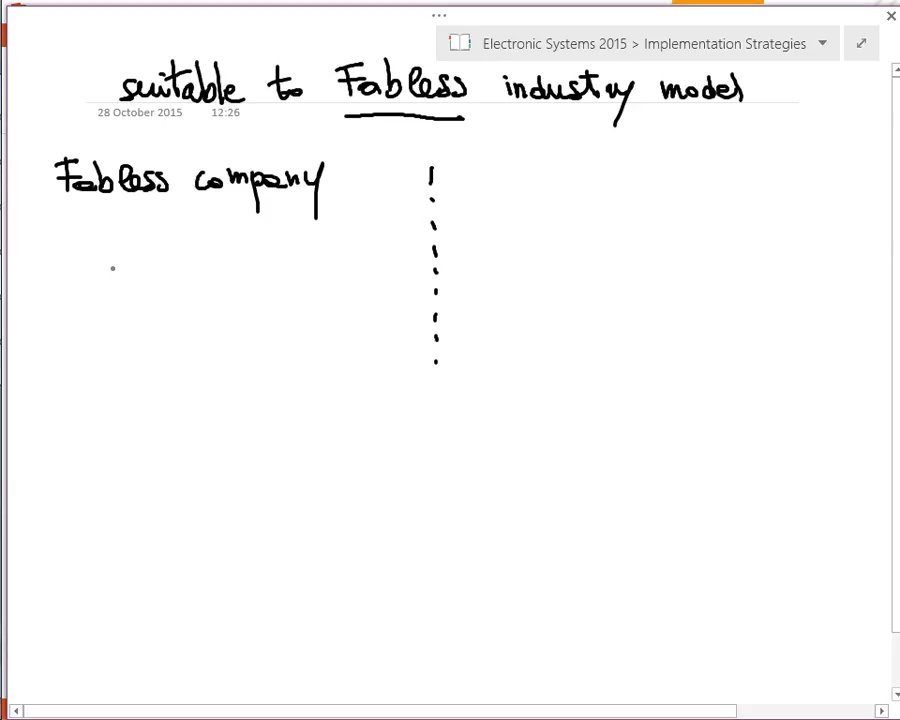 Electronic Systems 2015 > Implementation Strategies
suitable to Fabless industry model
28 October 2015 12:26
Fabless company